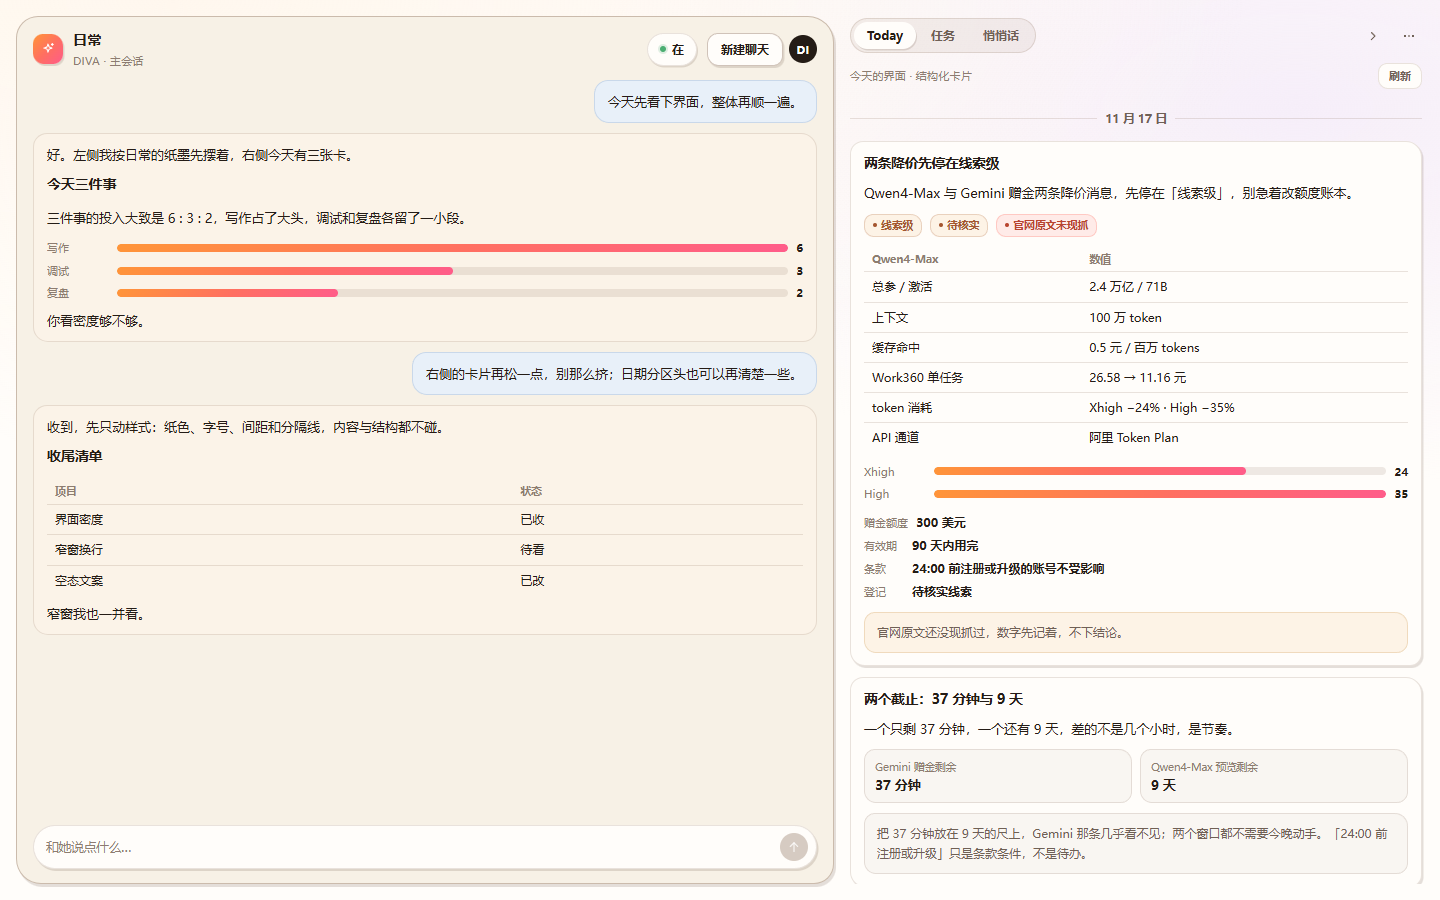 日常
DIVA · 主会话
在
新建聊天
DI
今天先看下界面，整体再顺一遍。
好。左侧我按日常的纸墨先摆着，右侧今天有三张卡。
今天三件事
三件事的投入大致是 6 : 3 : 2，写作占了大头，调试和复盘各留了一小段。
写作 6
调试 3
复盘 2
你看密度够不够。
右侧的卡片再松一点，别那么挤；日期分区头也可以再清楚一些。
收到，先只动样式：纸色、字号、间距和分隔线，内容与结构都不碰。
收尾清单
项目 状态
界面密度 已收
窄窗换行 待看
空态文案 已改
窄窗我也一并看。
和她说点什么...
Today 任务 悄悄话
今天的界面 · 结构化卡片
刷新
11 月 17 日
两条降价先停在线索级
Qwen4-Max 与 Gemini 赠金两条降价消息，先停在「线索级」，别急着改额度账本。
• 线索级 • 待核实 • 官网原文未现抓
Qwen4-Max 数值
总参 / 激活 2.4 万亿 / 71B
上下文 100 万 token
缓存命中 0.5 元 / 百万 tokens
Work360 单任务 26.58 → 11.16 元
token 消耗 Xhigh −24% · High −35%
API 通道 阿里 Token Plan
Xhigh 24
High 35
赠金额度 300 美元
有效期 90 天内用完
条款 24:00 前注册或升级的账号不受影响
登记 待核实线索
官网原文还没现抓过，数字先记着，不下结论。
两个截止：37 分钟与 9 天
一个只剩 37 分钟，一个还有 9 天，差的不是几个小时，是节奏。
Gemini 赠金剩余
37 分钟
Qwen4-Max 预览剩余
9 天
把 37 分钟放在 9 天的尺上，Gemini 那条几乎看不见；两个窗口都不需要今晚动手。「24:00 前
注册或升级」只是条款条件，不是待办。